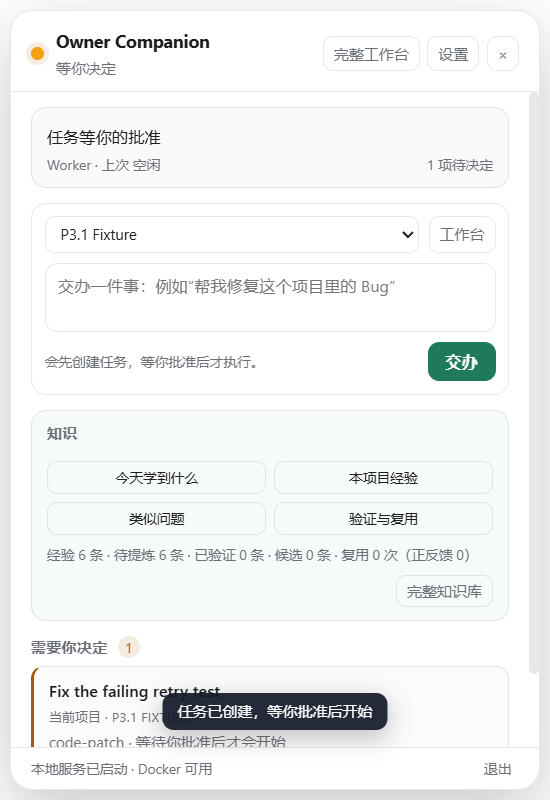 Owner Companion
等你决定
完整工作台
设置
×
任务等你的批准
Worker · 上次 空闲
1 项待决定
P3.1 Fixture
工作台
交办一件事：例如“帮我修复这个项目里的 Bug”
会先创建任务，等你批准后才执行。
交办
知识
今天学到什么
本项目经验
类似问题
验证与复用
经验 6 条 · 待提炼 6 条 · 已验证 0 条 · 候选 0 条 · 复用 0 次（正反馈 0）
完整知识库
需要你决定 1
Fix the failing retry test
当前项目 · P3.1
任务已创建，等你批准后开始
code-patch · 等待你批准后才会开始
本地服务已启动 · Docker 可用
退出